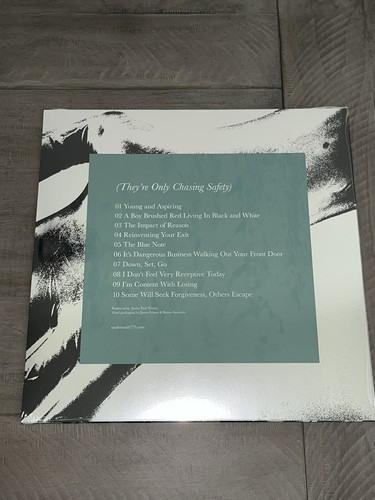 (They're Only Chasing Safety)
01 Young and Aspiring
02 A Boy Brushed Red Living In Black and White
03 The Impact of Reason
04 Reinventing Your Exit
05 The Blue Note
06 It's Dangerous Business Walking Out Your Front Door
07 Down, Set, Go
08 I Don't Feel Very Receptive Today
09 I'm Content With Losing
10 Some Will Seek Forgiveness, Others Escape